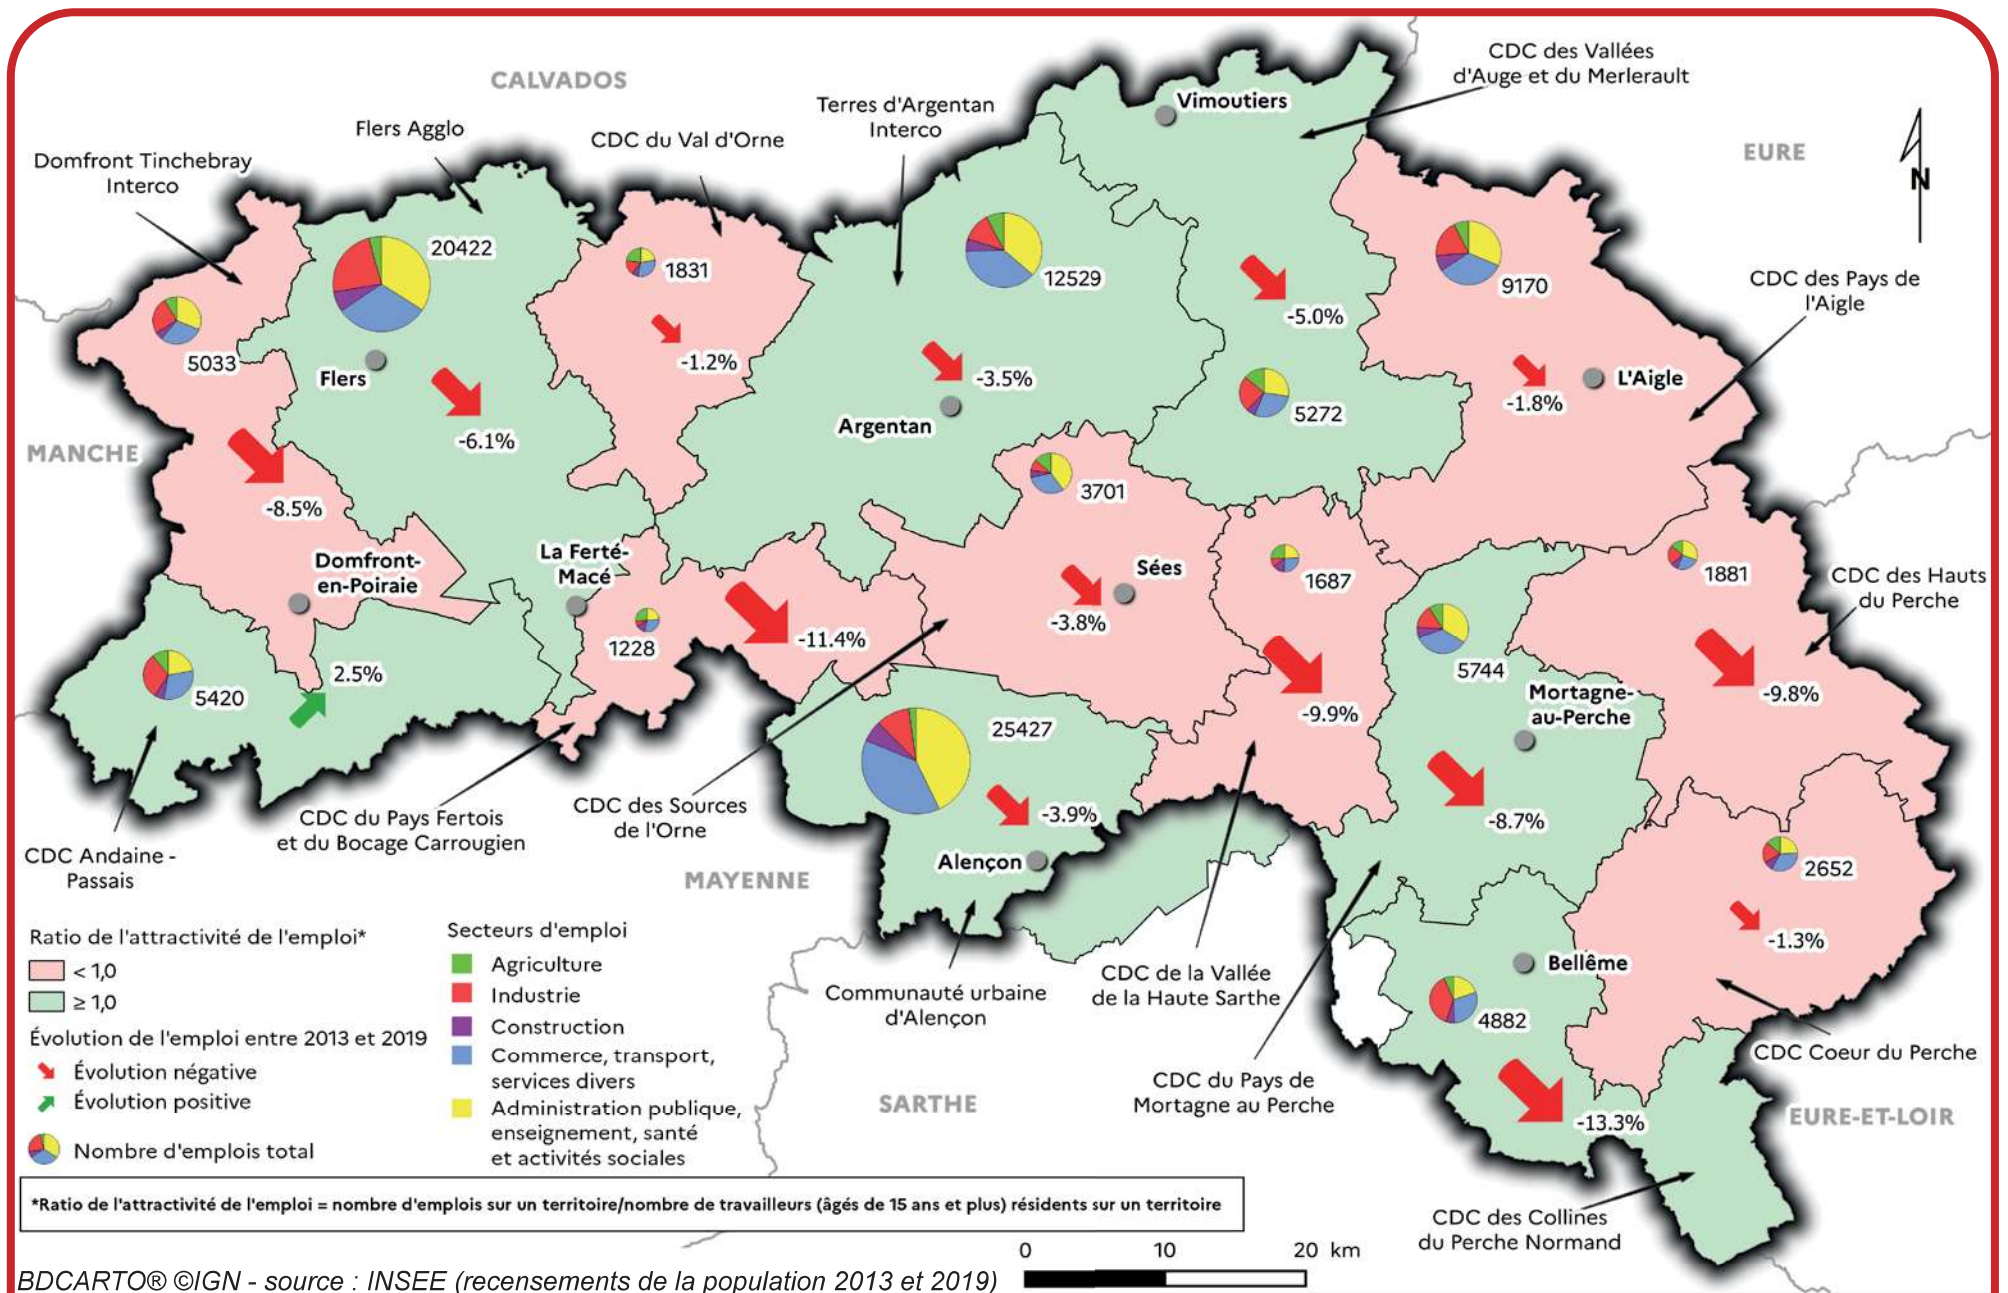 CALVADOS
CDC des Vallées
d'Auge et du Merlerault
Terres d'Argentan
Interco
Vimoutiers
Flers Agglo
CDC du Val d'Orne
EURE
Domfront Tinchebray
Interco
N
20422
1831
12529
9170
CDC des Pays de
l'Aigle
-5.0%
5033
-1.2%
Flers
-3.5%
L'Aigle
-1.8%
Argentan
5272
-6.1%
MANCHE
3701
-8.5%
La Ferté-
Macé
Domfront-
en-Poiraie
Sées
1687
1881
CDC des Hauts
du Perche
1228
-11.4%
-3.8%
5744
2.5%
5420
Mortagne-
au-Perche
-9.8%
-9.9%
25427
CDC du Pays Fertois
et du Bocage Carrougien
CDC des Sources
de l'Orne
-3.9%
-8.7%
CDC Andaine -
Passais
Alençon
MAYENNE
2652
-1.3%
Bellême
CDC de la Vallée
de la Haute Sarthe
Communauté urbaine
d'Alençon
4882
CDC Coeur du Perche
CDC du Pays de
Mortagne au Perche
SARTHE
-13.3%
EURE-ET-LOIR
CDC des Collines
du Perche Normand
Ratio de l'attractivité de l'emploi*
< 1,0
≥ 1,0
Évolution de l'emploi entre 2013 et 2019
Évolution négative
Évolution positive
Nombre d'emplois total
Secteurs d'emploi
Agriculture
Industrie
Construction
Commerce, transport,
services divers
Administration publique,
enseignement, santé
et activités sociales
*Ratio de l'attractivité de l'emploi = nombre d'emplois sur un territoire/nombre de travailleurs (âgés de 15 ans et plus) résidents sur un territoire
0 10 20 km
BDCARTO® ©IGN - source : INSEE (recensements de la population 2013 et 2019)